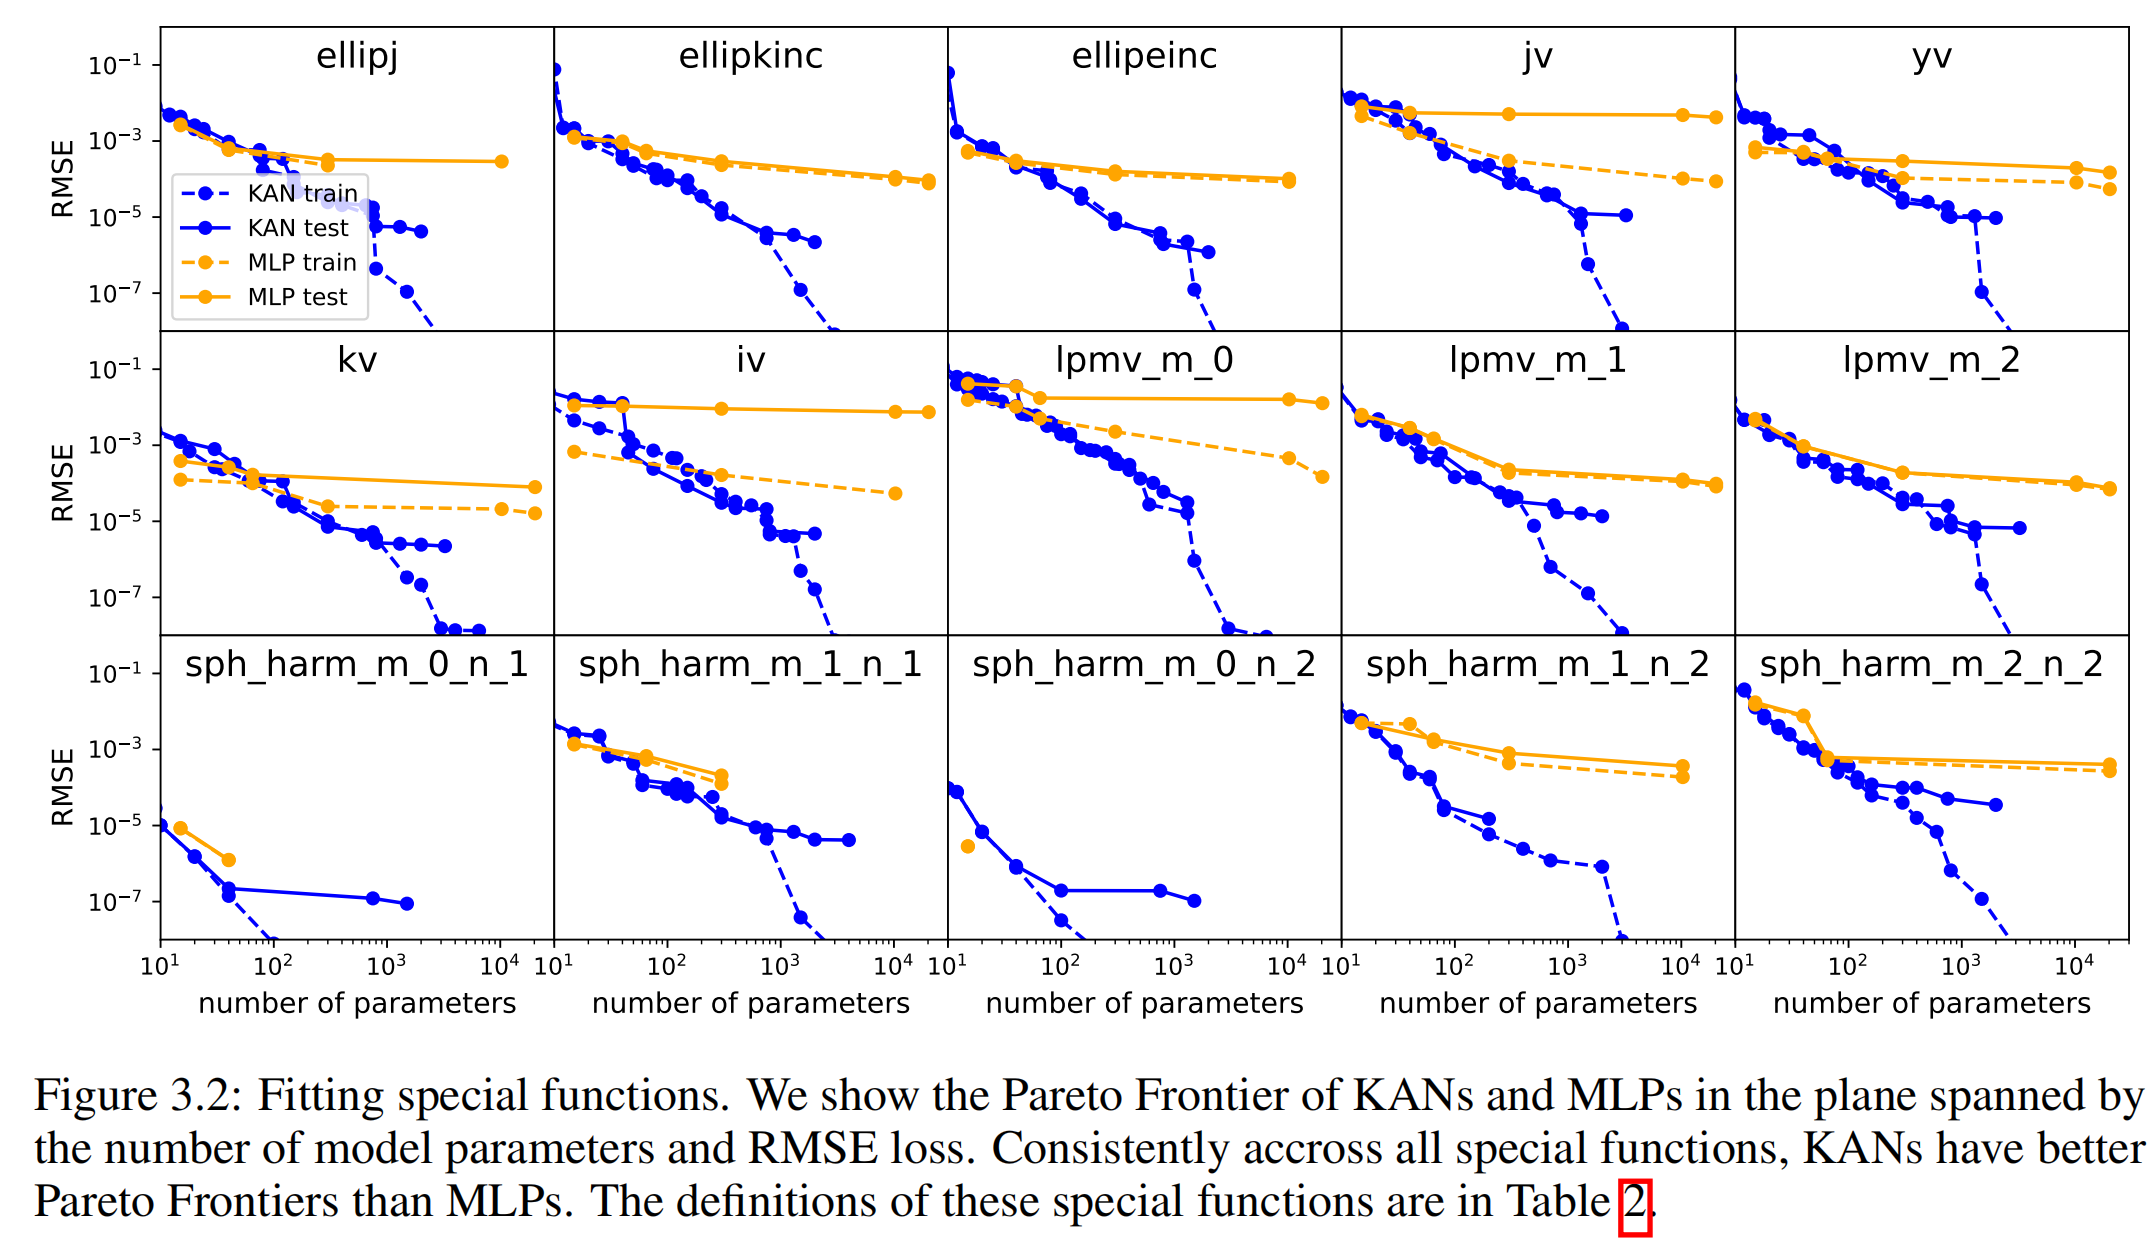 ellipj ellipkinc ellipeinc jv yv
10⁻¹
10⁻³
10⁻⁵
10⁻⁷
RMSE
KAN train
KAN test
MLP train
MLP test
kv iv lpmv_m_0 lpmv_m_1 lpmv_m_2
10⁻¹
10⁻³
10⁻⁵
10⁻⁷
RMSE
sph_harm_m_0_n_1 sph_harm_m_1_n_1 sph_harm_m_0_n_2 sph_harm_m_1_n_2 sph_harm_m_2_n_2
10⁻¹
10⁻³
10⁻⁵
10⁻⁷
RMSE
10¹ 10² 10³ 10⁴ 10¹ 10² 10³ 10⁴ 10¹ 10² 10³ 10⁴ 10¹ 10² 10³ 10⁴ 10¹ 10² 10³ 10⁴
number of parameters number of parameters number of parameters number of parameters number of parameters
Figure 3.2: Fitting special functions. We show the Pareto Frontier of KANs and MLPs in the plane spanned by
the number of model parameters and RMSE loss. Consistently accross all special functions, KANs have better
Pareto Frontiers than MLPs. The definitions of these special functions are in Table 2.